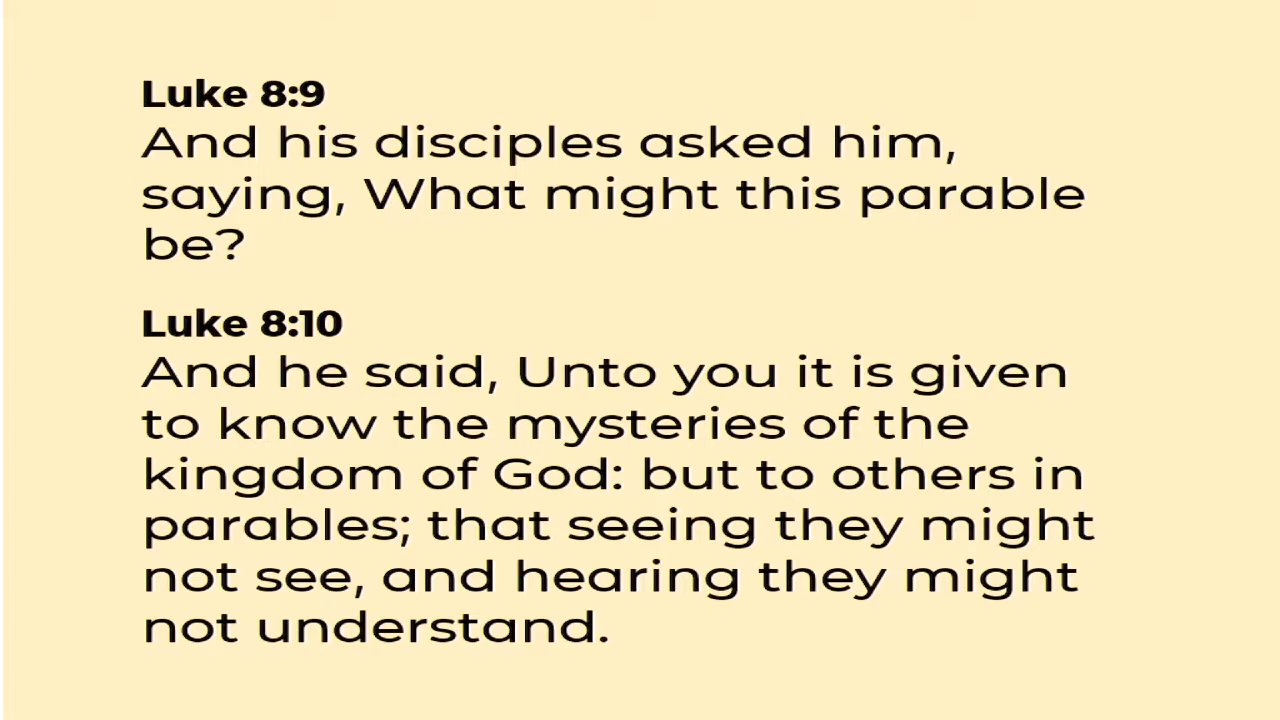 Luke 8:9
And his disciples asked him,
saying, What might this parable
be?
Luke 8:10
And he said, Unto you it is given
to know the mysteries of the
kingdom of God: but to others in
parables; that seeing they might
not see, and hearing they might
not understand.